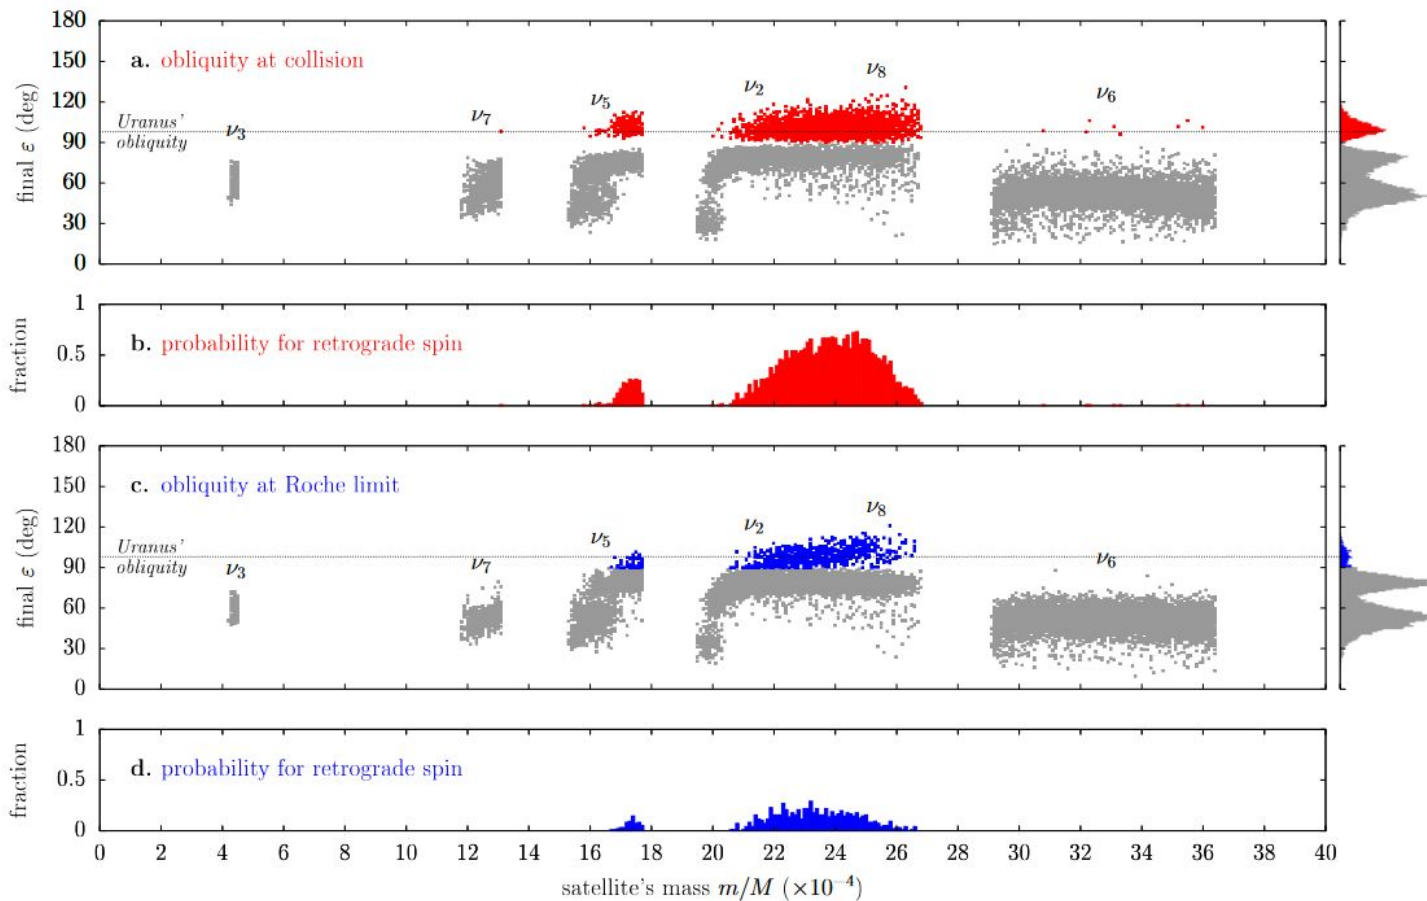 180
150
120
90
60
30
0
final ε (deg)
a. obliquity at collision
Uranus'
obliquity
ν3
ν7
ν5
ν2
ν8
ν6
1
0.5
0
fraction
b. probability for retrograde spin
180
150
120
90
60
30
0
final ε (deg)
c. obliquity at Roche limit
Uranus'
obliquity
ν3
ν7
ν5
ν2
ν8
ν6
1
0.5
0
fraction
d. probability for retrograde spin
0 2 4 6 8 10 12 14 16 18 20 22 24 26 28 30 32 34 36 38 40
satellite's mass m/M (×10⁻⁴)